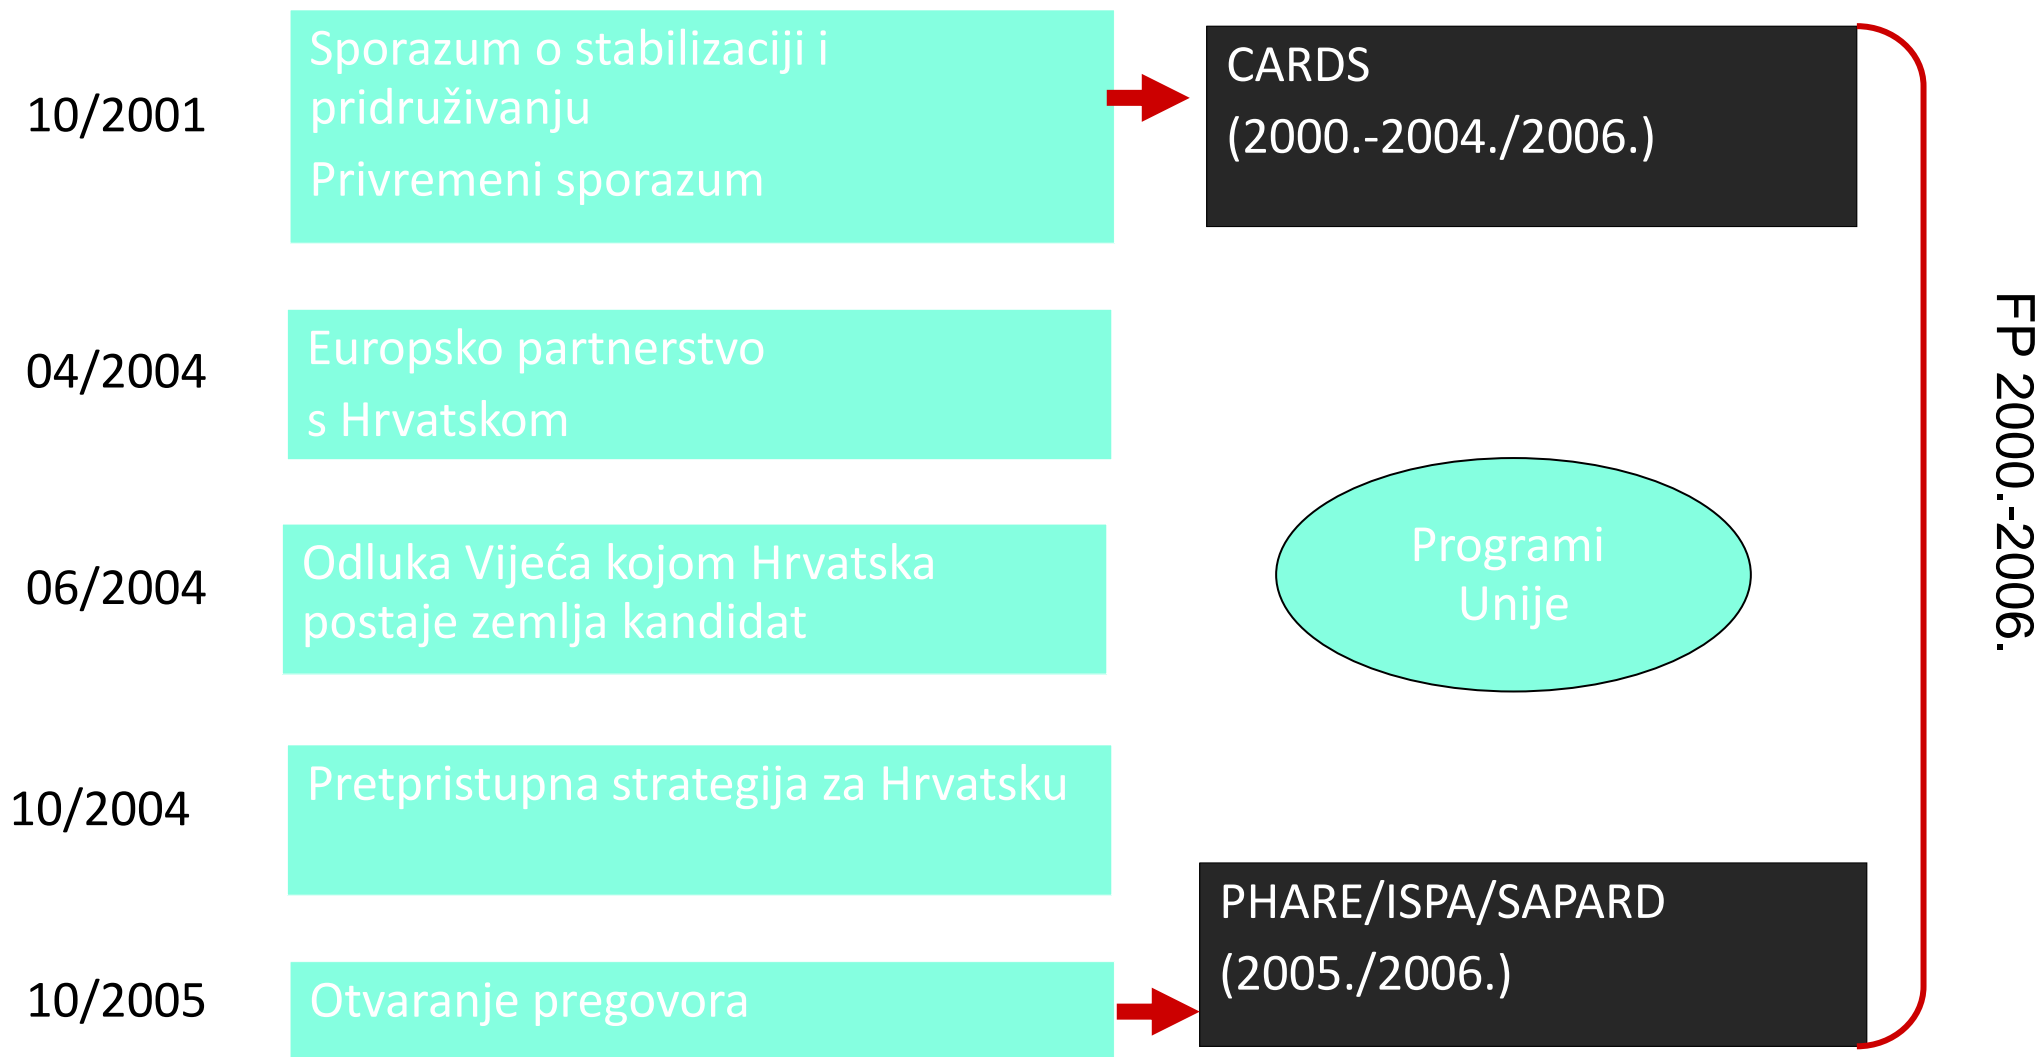 10/2001
Sporazum o stabilizaciji i
pridruživanju
Privremeni sporazum
CARDS
(2000.-2004./2006.)
04/2004
Europsko partnerstvo
s Hrvatskom
06/2004
Odluka Vijeća kojom Hrvatska
postaje zemlja kandidat
Programi
Unije
10/2004
Pretpristupna strategija za Hrvatsku
PHARE/ISPA/SAPARD
(2005./2006.)
10/2005
Otvaranje pregovora
FP 2000.-2006.